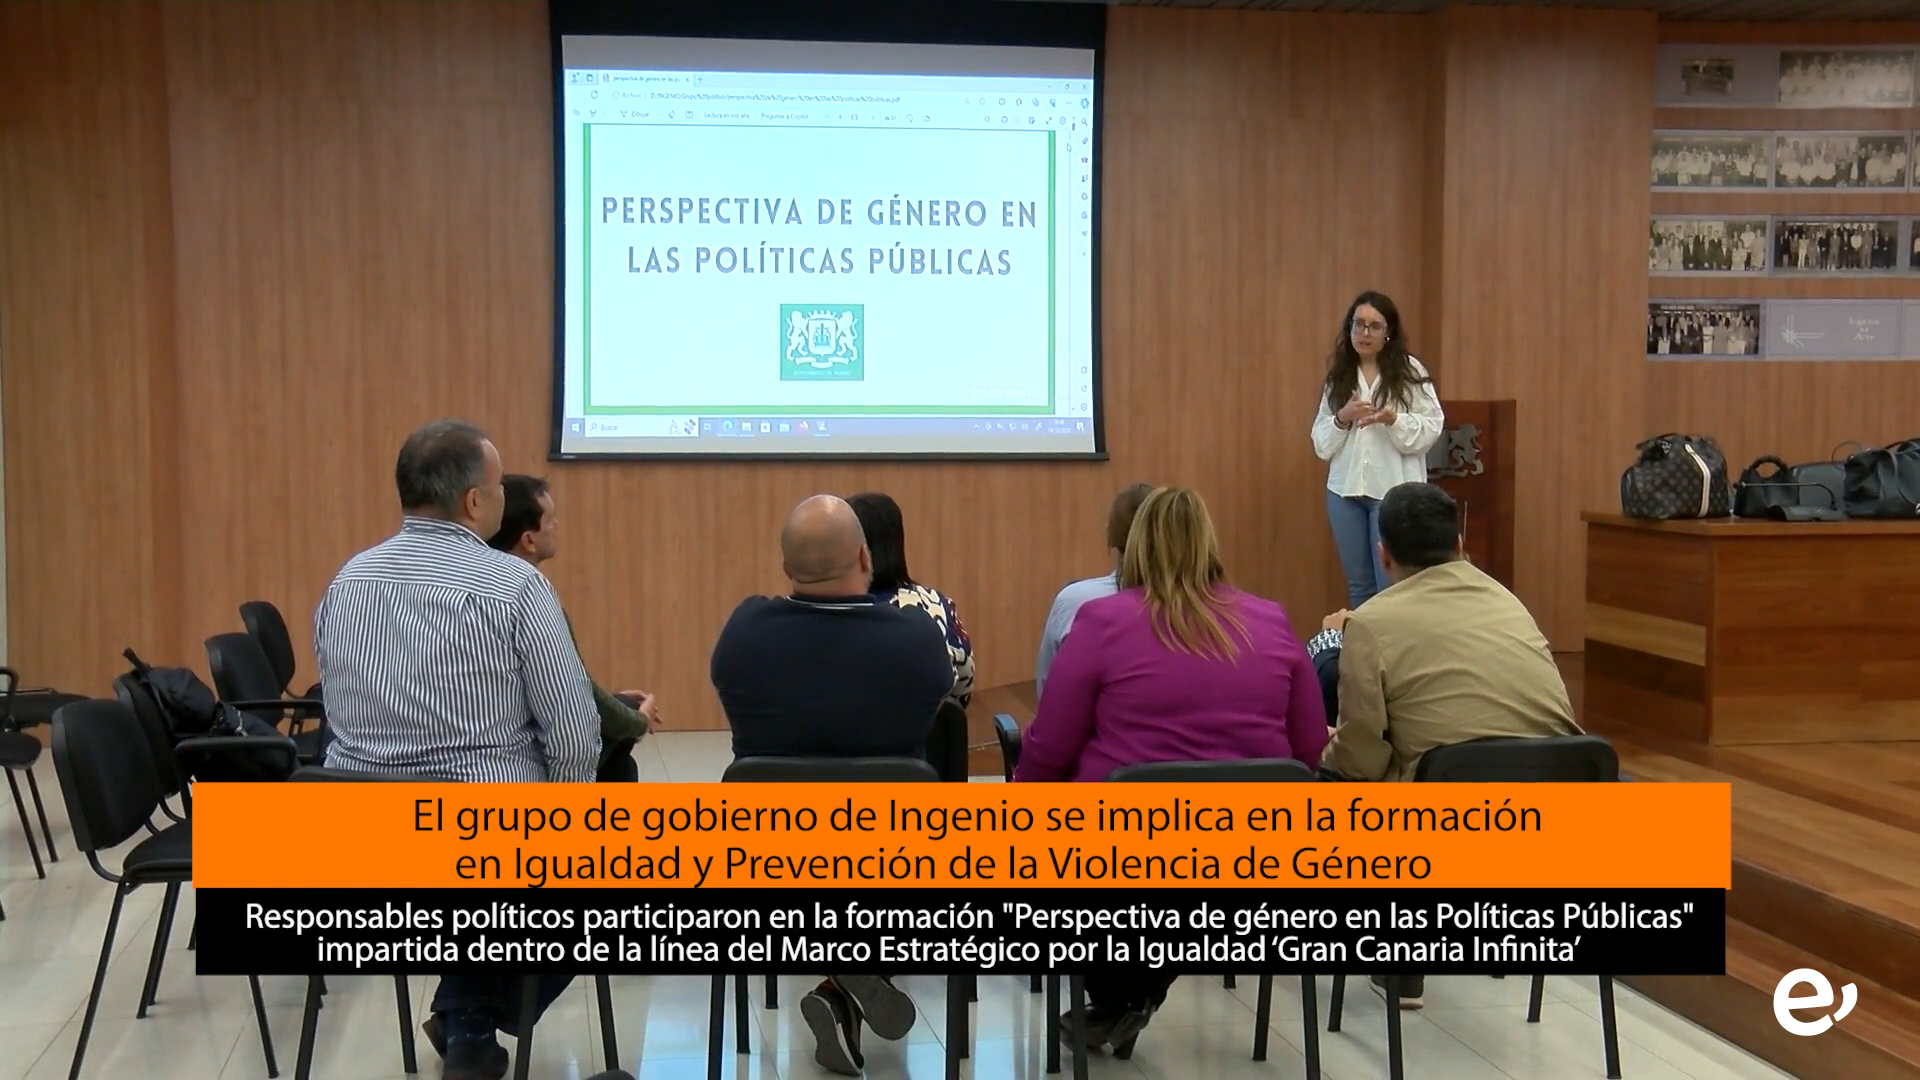 PERSPECTIVA DE GÉNERO EN
LAS POLÍTICAS PÚBLICAS
Buscar
El grupo de gobierno de Ingenio se implica en la formación
en Igualdad y Prevención de la Violencia de Género
Responsables políticos participaron en la formación "Perspectiva de género en las Políticas Públicas"
impartida dentro de la línea del Marco Estratégico por la Igualdad ‘Gran Canaria Infinita’
e